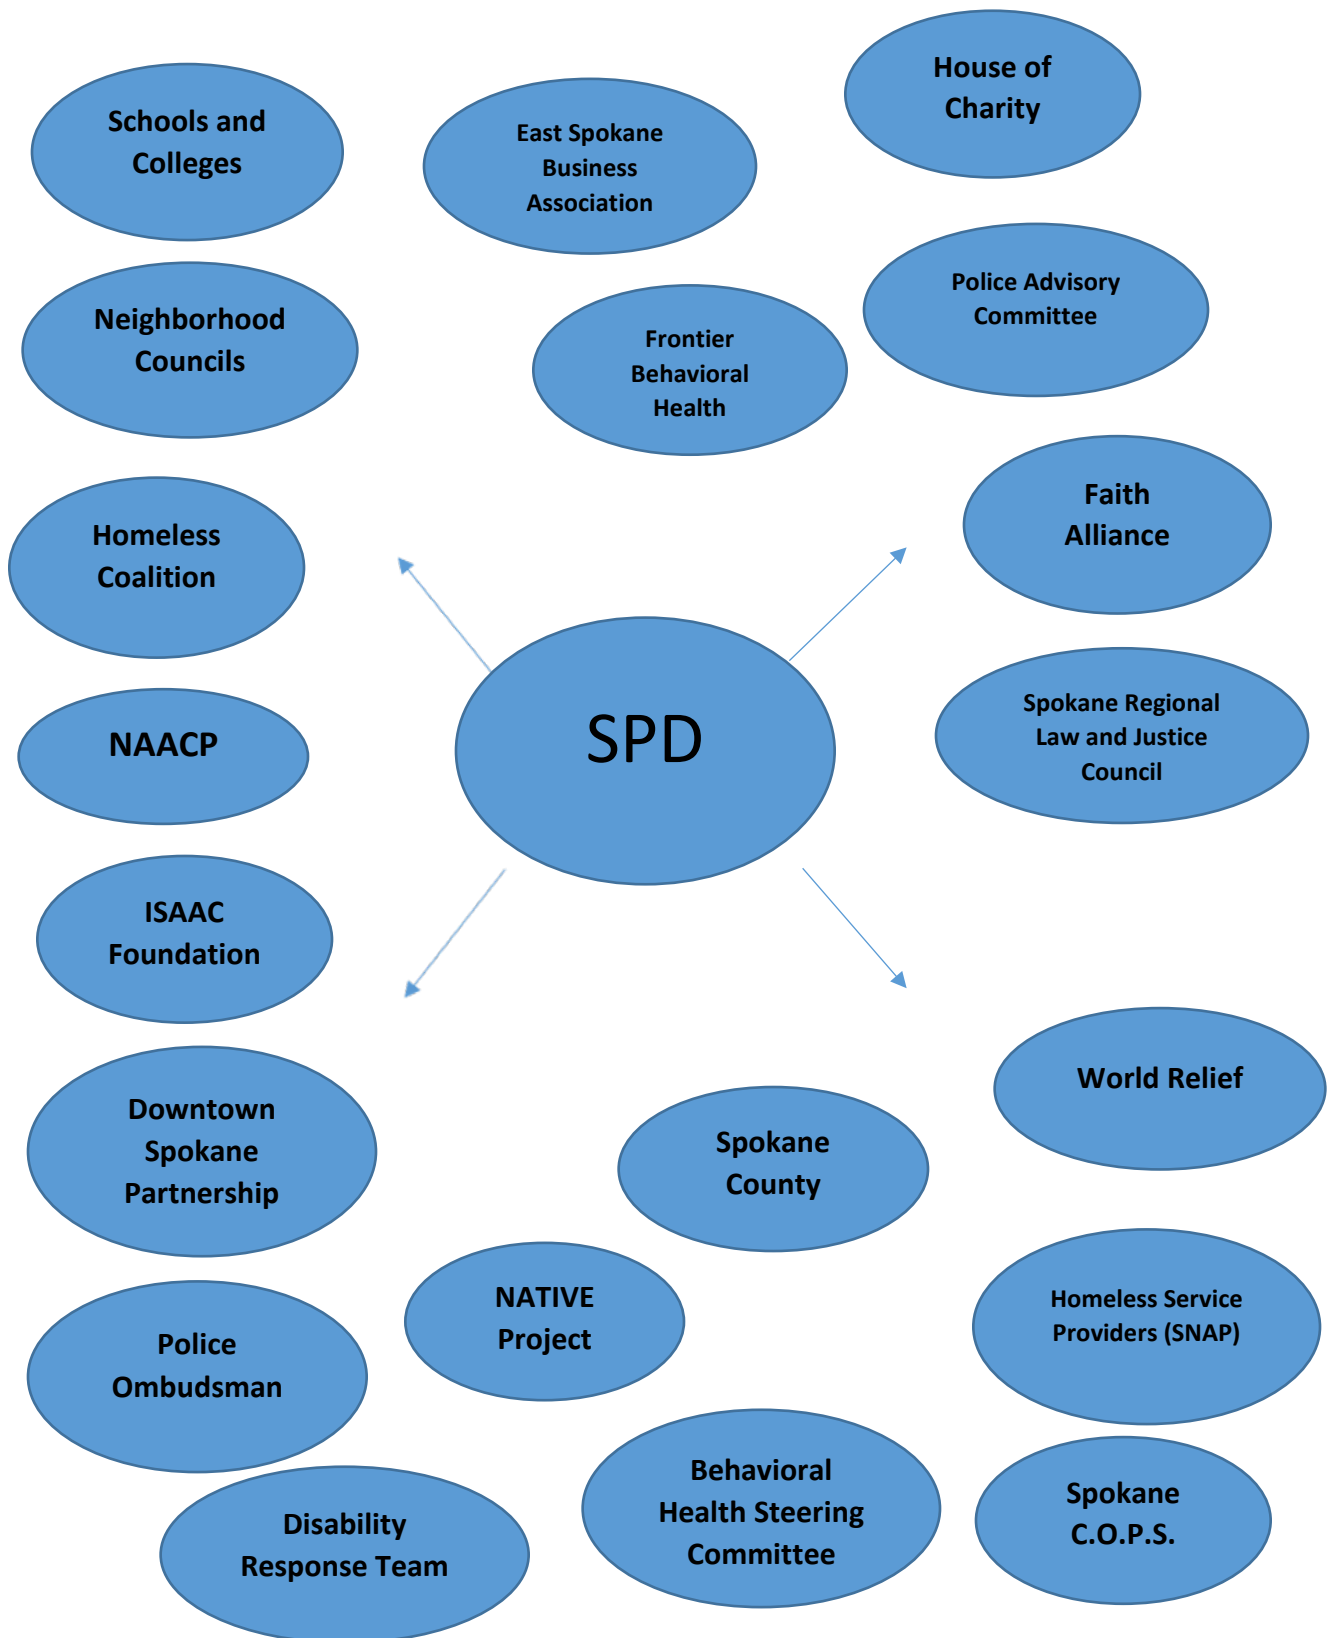 House of
Charity
Schools and
Colleges
East Spokane
Business
Association
Police Advisory
Committee
Neighborhood
Councils
Frontier
Behavioral
Health
Faith
Alliance
Homeless
Coalition
SPD
Spokane Regional
Law and Justice
Council
NAACP
ISAAC
Foundation
World Relief
Downtown
Spokane
Partnership
Spokane
County
NATIVE
Project
Homeless Service
Providers (SNAP)
Police
Ombudsman
Behavioral
Health Steering
Committee
Spokane
C.O.P.S.
Disability
Response Team